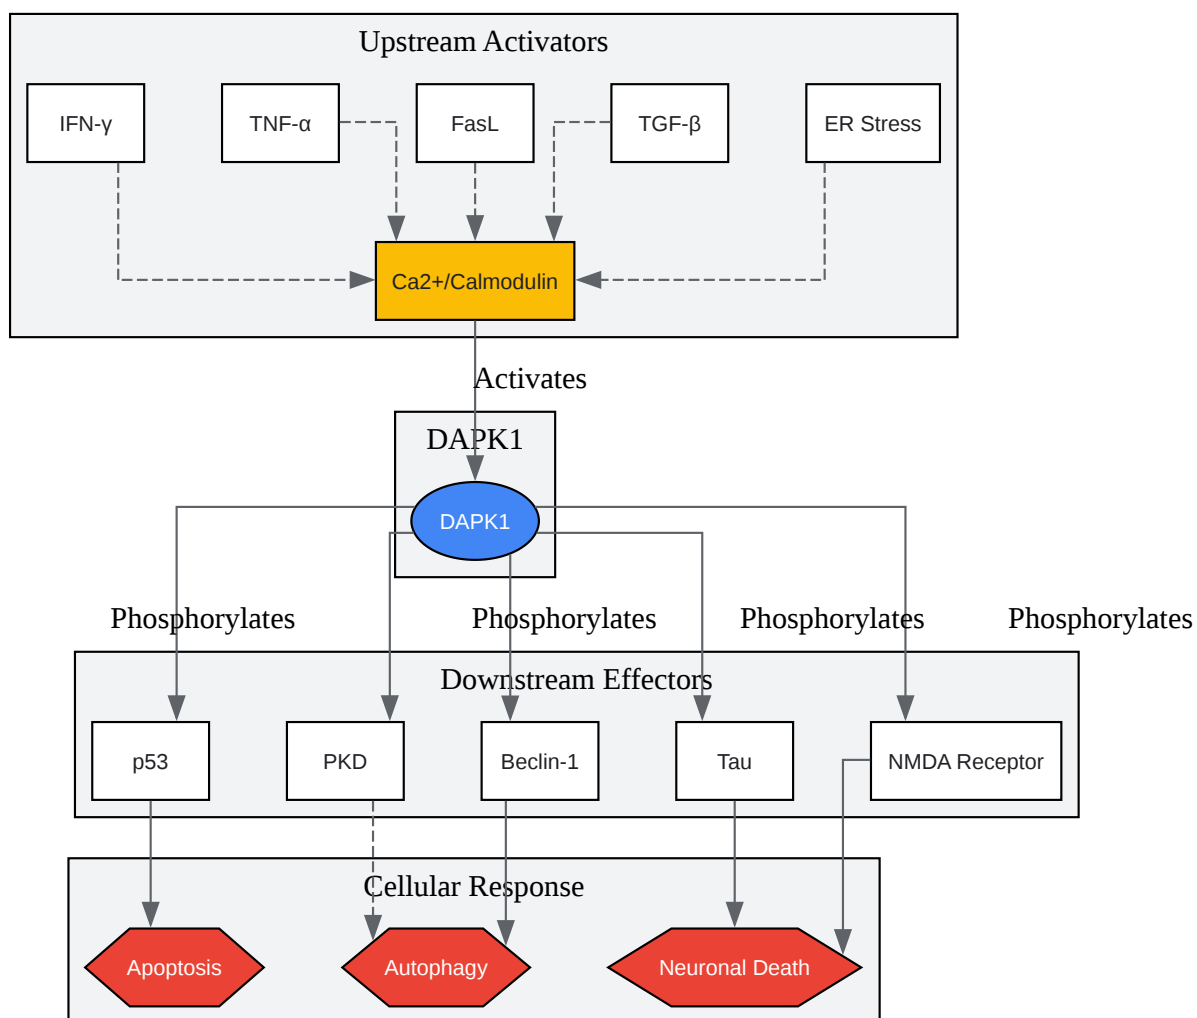 Upstream Activators
IFN-γ
TNF-α
FasL
TGF-β
ER Stress
Ca2+/Calmodulin
Activates
DAPK1
DAPK1
Phosphorylates
Phosphorylates
Phosphorylates
Phosphorylates
Downstream Effectors
p53
PKD
Beclin-1
Tau
NMDA Receptor
Cellular Response
Apoptosis
Autophagy
Neuronal Death